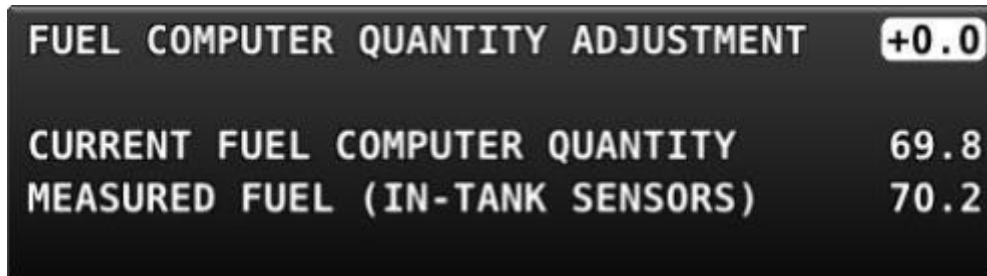 FUEL COMPUTER QUANTITY ADJUSTMENT +0.0
CURRENT FUEL COMPUTER QUANTITY 69.8
MEASURED FUEL (IN-TANK SENSORS) 70.2